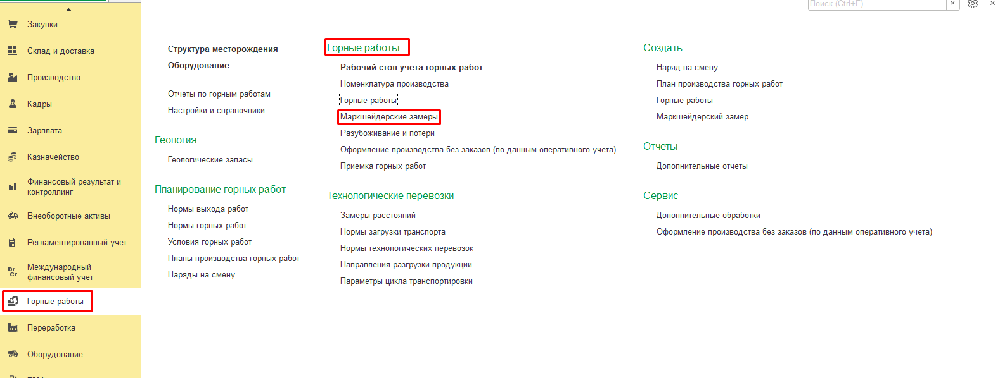 Поиск (Ctrl+F)
Закупки
Склад и доставка
Производство
Кадры
Зарплата
Казначейство
Финансовый результат и
контроллинг
Внеоборотные активы
Регламентированный учет
Международный
финансовый учет
Горные работы
Переработка
Оборудование
Структура месторождения
Оборудование
Отчеты по горным работам
Настройки и справочники
Геология
Геологические запасы
Планирование горных работ
Нормы выхода работ
Нормы горных работ
Условия горных работ
Планы производства горных работ
Наряды на смену
Горные работы
Рабочий стол учета горных работ
Номенклатура производства
Горные работы
Маркшейдерские замеры
Разубоживание и потери
Оформление производства без заказов (по данным оперативного учета)
Приемка горных работ
Технологические перевозки
Замеры расстояний
Нормы загрузки транспорта
Нормы технологических перевозок
Направления разгрузки продукции
Параметры цикла транспортировки
Создать
Наряд на смену
План производства горных работ
Горные работы
Маркшейдерский замер
Отчеты
Дополнительные отчеты
Сервис
Дополнительные обработки
Оформление производства без заказов (по данным оперативного учета)